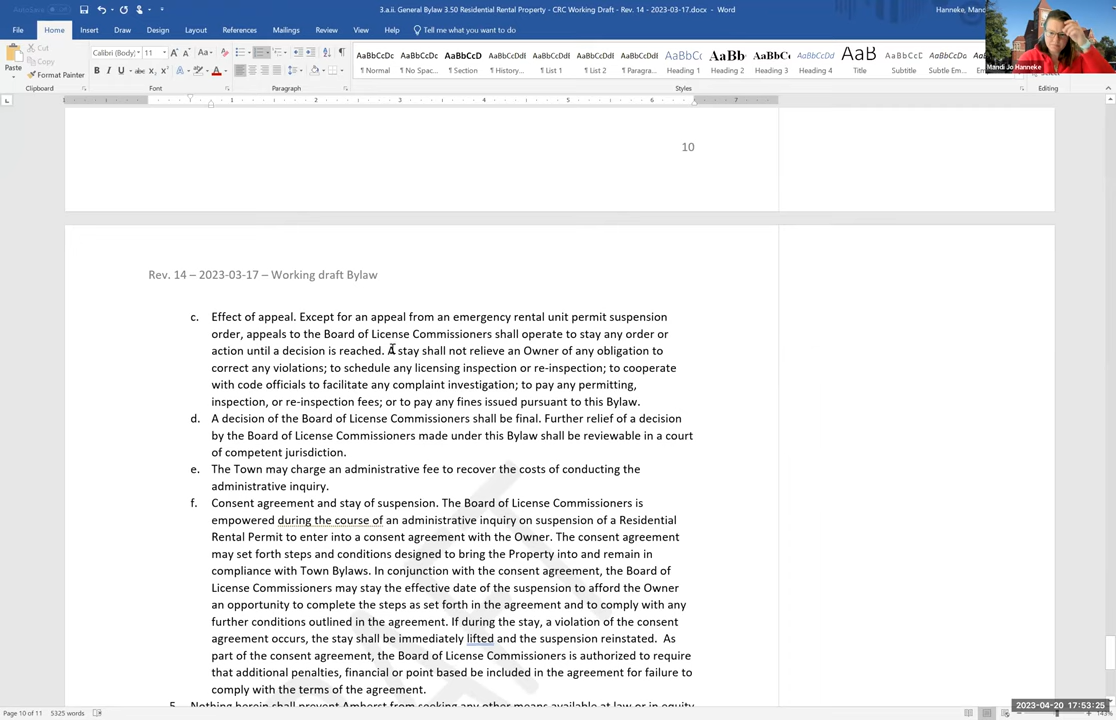 AutoSave
3.a.ii. General Bylaw 3.50 Residential Rental Property - CRC Working Draft - Rev. 14 - 2023-03-17.docx - Word
Hanneke, Mand
File Home Insert Draw Design Layout References Mailings Review View Help Tell me what you want to do
Paste
Cut
Copy
Format Painter
Calibri (Body) 11
Normal No Spac... Section History... List 1 List 2 Paragra... Heading 1 Heading 2 Heading 3 Heading 4 Title Subtitle Subtle Em...
Clipboard Font Paragraph Styles Editing
Mandi Jo Hanneke
10
Rev. 14 – 2023-03-17 – Working draft Bylaw
c. Effect of appeal. Except for an appeal from an emergency rental unit permit suspension
order, appeals to the Board of License Commissioners shall operate to stay any order or
action until a decision is reached. A stay shall not relieve an Owner of any obligation to
correct any violations; to schedule any licensing inspection or re-inspection; to cooperate
with code officials to facilitate any complaint investigation; to pay any permitting,
inspection, or re-inspection fees; or to pay any fines issued pursuant to this Bylaw.
d. A decision of the Board of License Commissioners shall be final. Further relief of a decision
by the Board of License Commissioners made under this Bylaw shall be reviewable in a court
of competent jurisdiction.
e. The Town may charge an administrative fee to recover the costs of conducting the
administrative inquiry.
f. Consent agreement and stay of suspension. The Board of License Commissioners is
empowered during the course of an administrative inquiry on suspension of a Residential
Rental Permit to enter into a consent agreement with the Owner. The consent agreement
may set forth steps and conditions designed to bring the Property into and remain in
compliance with Town Bylaws. In conjunction with the consent agreement, the Board of
License Commissioners may stay the effective date of the suspension to afford the Owner
an opportunity to complete the steps as set forth in the agreement and to comply with any
further conditions outlined in the agreement. If during the stay, a violation of the consent
agreement occurs, the stay shall be immediately lifted and the suspension reinstated. As
part of the consent agreement, the Board of License Commissioners is authorized to require
that additional penalties, financial or point based be included in the agreement for failure to
comply with the terms of the agreement.
5. Nothing herein shall prevent Amherst from seeking any other means available at law or in equity
Page 10 of 11 5325 words
2023-04-20 17:53:25
143%